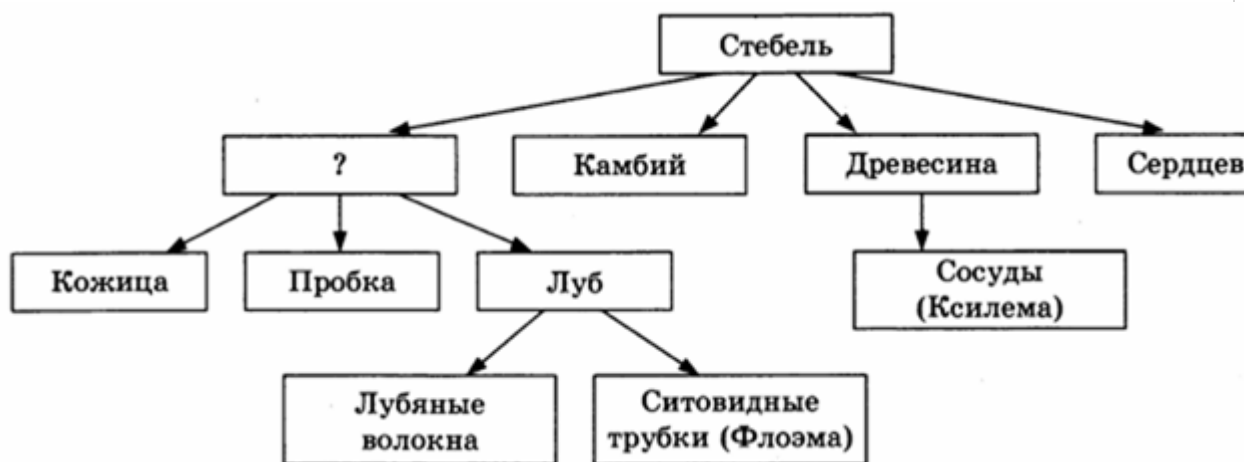 Стебель
?
Камбий
Древесина
Сердцев
Кожица
Пробка
Луб
Сосуды
(Ксилема)
Лубяные
волокна
Ситовидные
трубки (Флоэма)